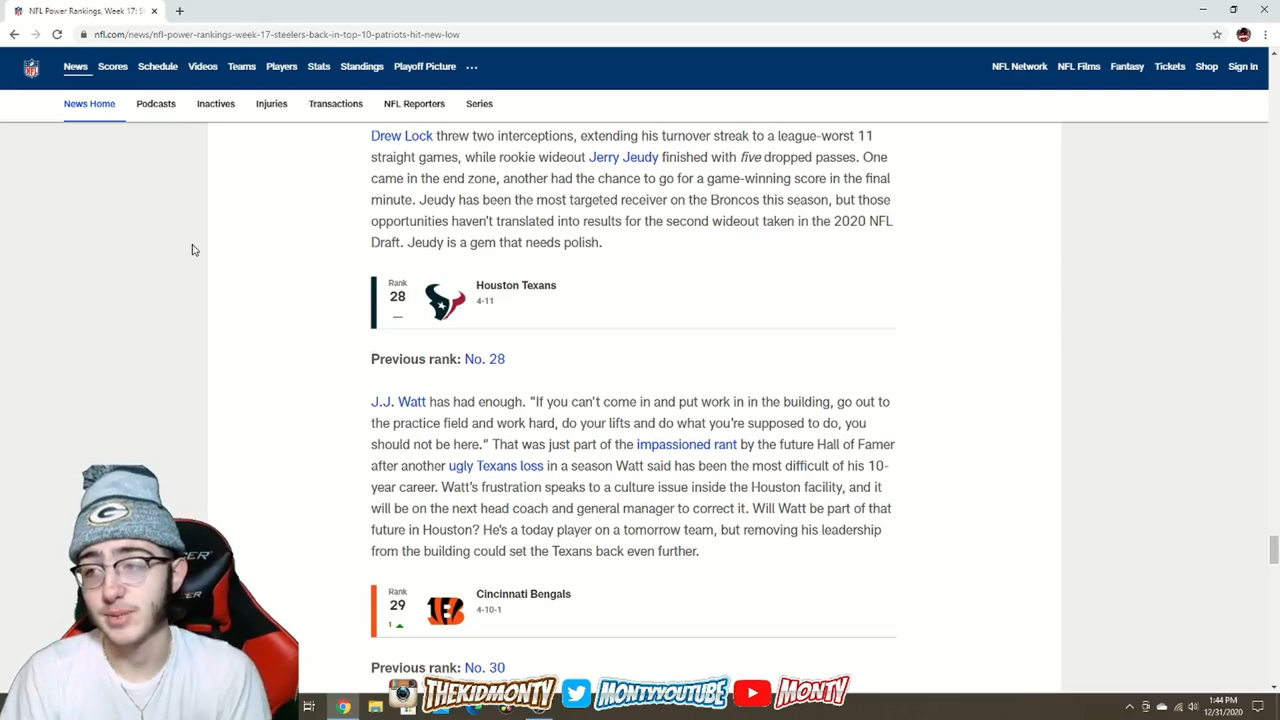 NFL Power Rankings, Week 17: S
nfl.com/news/nfl-power-rankings-week-17-steelers-back-in-top-10-patriots-hit-new-low
NFL News Scores Schedule Videos Teams Players Stats Standings Playoff Picture ... NFL Network NFL Films Fantasy Tickets Shop Sign In
News Home Podcasts Inactives Injuries Transactions NFL Reporters Series
Drew Lock threw two interceptions, extending his turnover streak to a league-worst 11
straight games, while rookie wideout Jerry Jeudy finished with five dropped passes. One
came in the end zone, another had the chance to go for a game-winning score in the final
minute. Jeudy has been the most targeted receiver on the Broncos this season, but those
opportunities haven't translated into results for the second wideout taken in the 2020 NFL
Draft. Jeudy is a gem that needs polish.
Rank
28
—
Houston Texans
4-11
Previous rank: No. 28
J.J. Watt has had enough. "If you can't come in and put work in in the building, go out to
the practice field and work hard, do your lifts and do what you're supposed to do, you
should not be here." That was just part of the impassioned rant by the future Hall of Famer
after another ugly Texans loss in a season Watt said has been the most difficult of his 10-
year career. Watt's frustration speaks to a culture issue inside the Houston facility, and it
will be on the next head coach and general manager to correct it. Will Watt be part of that
future in Houston? He's a today player on a tomorrow team, but removing his leadership
from the building could set the Texans back even further.
Rank
29
1
Cincinnati Bengals
4-10-1
Previous rank: No. 30
G
THEKIDMONTY MONTYYOUTUBE MONTY
1:44 PM
12/31/2020